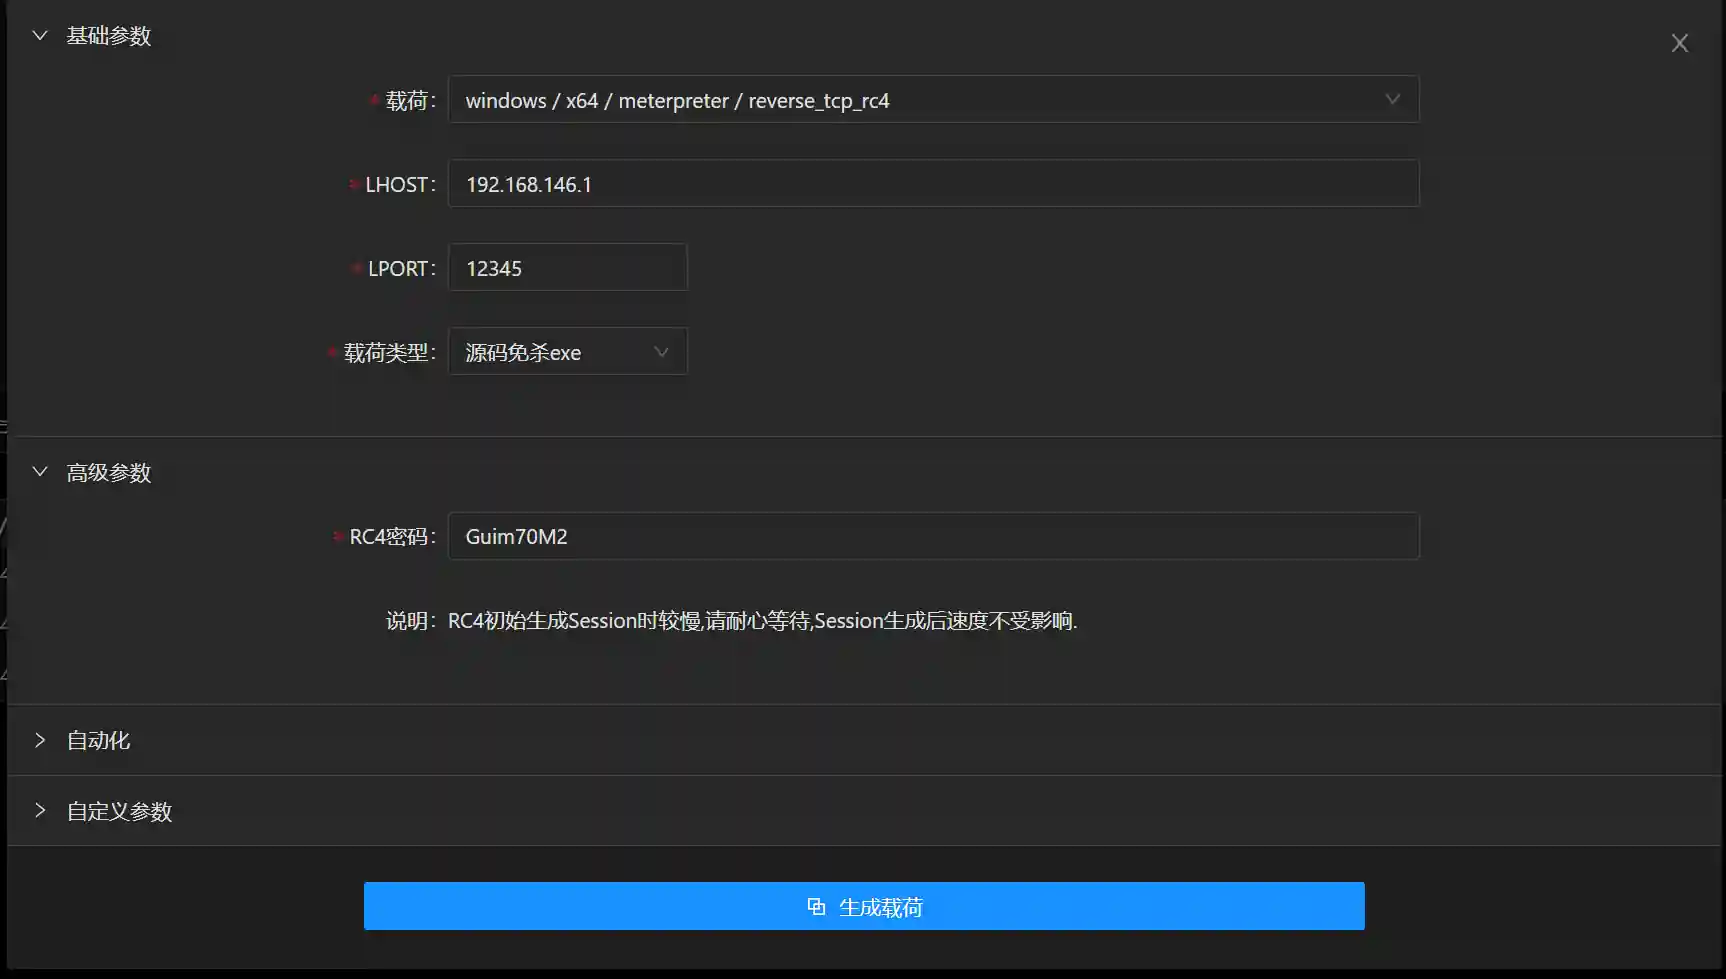 基础参数
* 载荷: windows / x64 / meterpreter / reverse_tcp_rc4
* LHOST: 192.168.146.1
* LPORT: 12345
* 载荷类型: 源码免杀exe
高级参数
* RC4密码: Guim70M2
说明: RC4初始生成Session时较慢,请耐心等待,Session生成后速度不受影响.
自动化
自定义参数
生成载荷